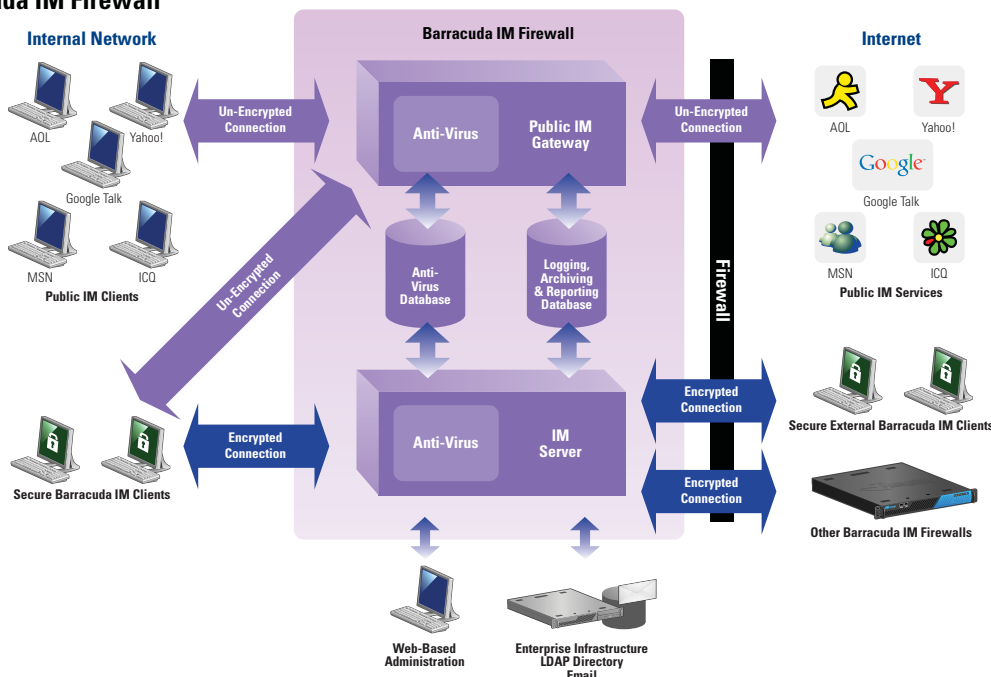 da IM Firewall
Internal Network
Barracuda IM Firewall
Internet
AOL
Yahoo!
Google Talk
MSN
ICQ
Public IM Clients
Un-Encrypted
Connection
Anti-Virus
Public IM
Gateway
Un-Encrypted
Connection
Y
AOL
Yahoo!
Google
Google Talk
MSN
ICQ
Public IM Services
Un-Encrypted
Connection
Anti-
Virus
Database
Logging,
Archiving
& Reporting
Database
Firewall
Secure Barracuda IM Clients
Encrypted
Connection
Anti-Virus
IM
Server
Encrypted
Connection
Secure External Barracuda IM Clients
Encrypted
Connection
Other Barracuda IM Firewalls
Web-Based
Administration
Enterprise Infrastructure
LDAP Directory
Email